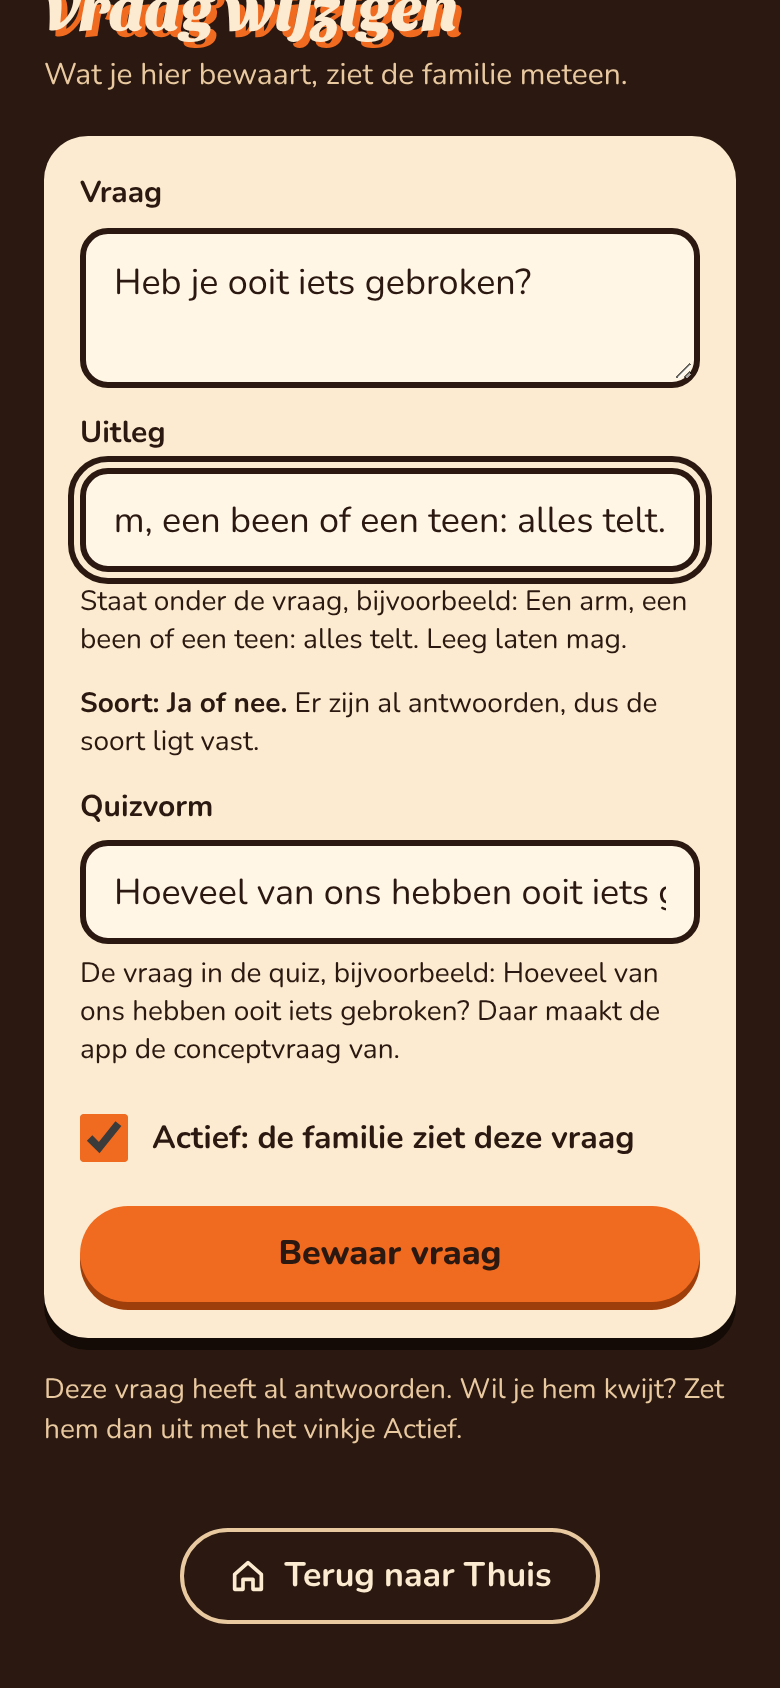 Vraag wijzigen
Wat je hier bewaart, ziet de familie meteen.
Vraag
Heb je ooit iets gebroken?
Uitleg
m, een been of een teen: alles telt.
Staat onder de vraag, bijvoorbeeld: Een arm, een
been of een teen: alles telt. Leeg laten mag.
Soort: Ja of nee. Er zijn al antwoorden, dus de
soort ligt vast.
Quizvorm
Hoeveel van ons hebben ooit iets
De vraag in de quiz, bijvoorbeeld: Hoeveel van
ons hebben ooit iets gebroken? Daar maakt de
app de conceptvraag van.
Actief: de familie ziet deze vraag
Bewaar vraag
Deze vraag heeft al antwoorden. Wil je hem kwijt? Zet
hem dan uit met het vinkje Actief.
Terug naar Thuis